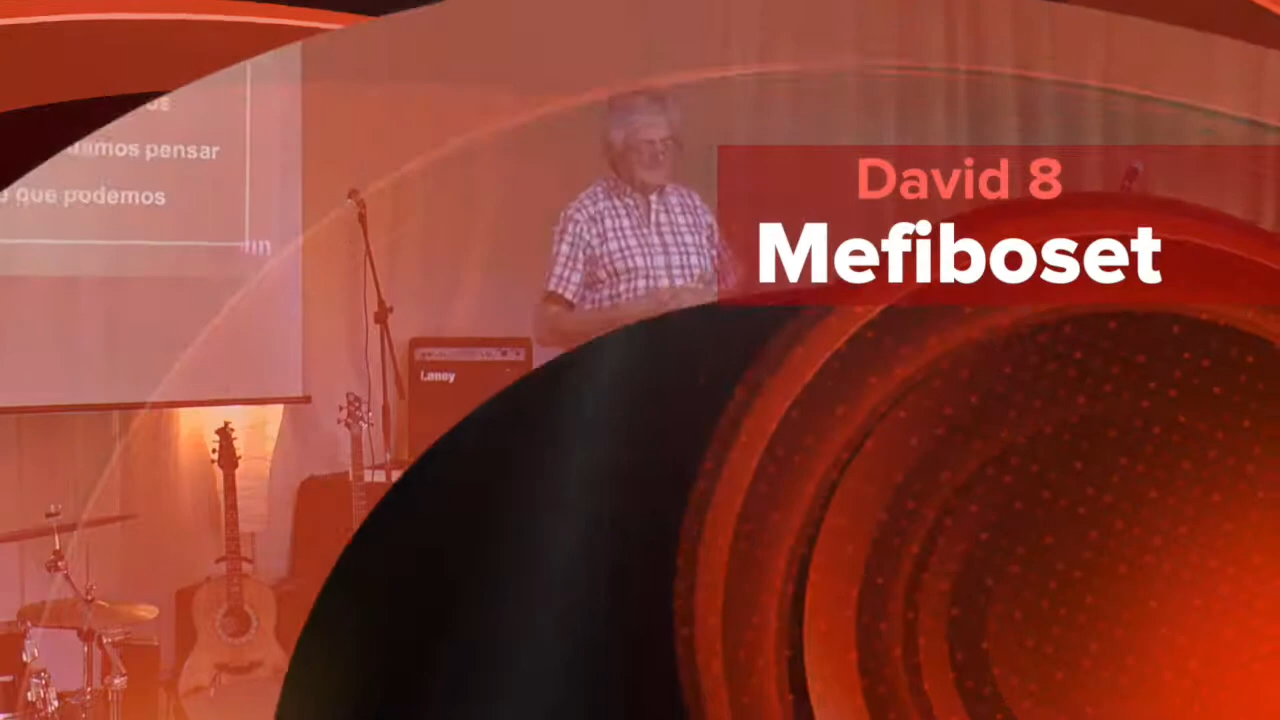 pensar
que podemos
David 8
Mefiboset
Laney